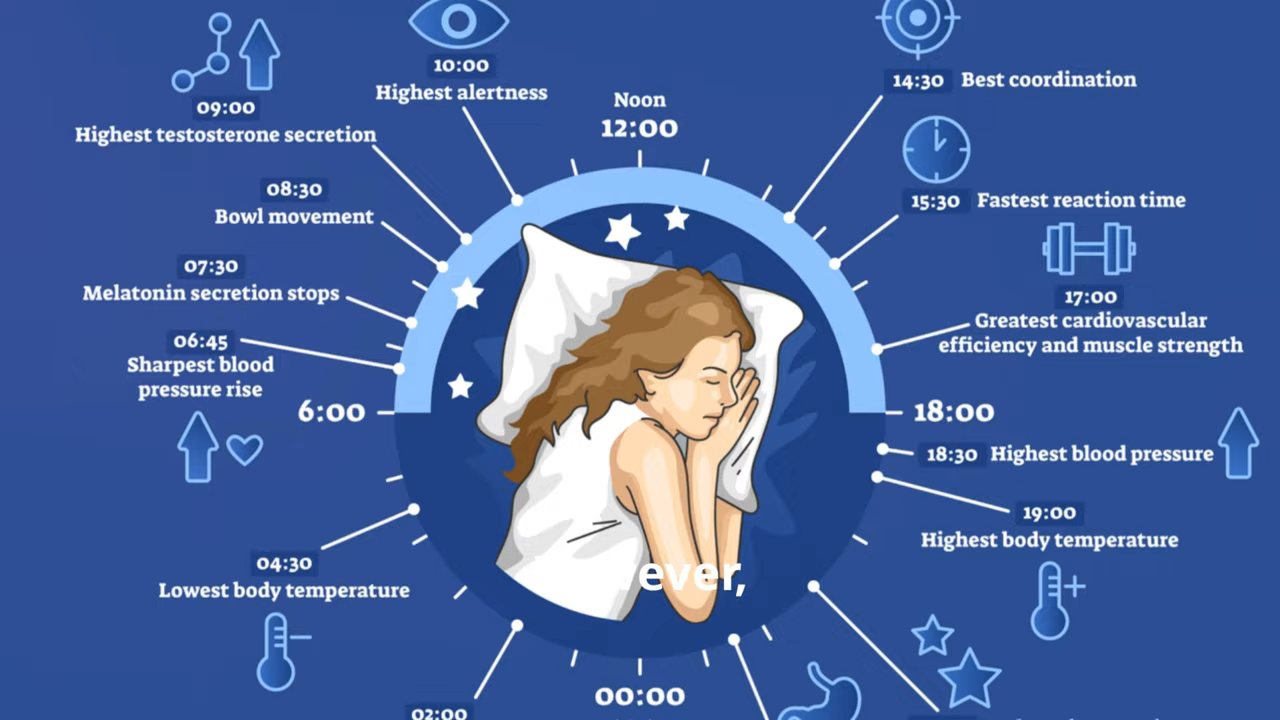 10:00
Highest alertness
09:00
Highest testosterone secretion
08:30
Bowl movement
07:30
Melatonin secretion stops
06:45
Sharpest blood
pressure rise
6:00
04:30
Lowest body temperature
02:00
Noon
12:00
14:30 Best coordination
15:30 Fastest reaction time
17:00
Greatest cardiovascular
efficiency and muscle strength
18:00
18:30 Highest blood pressure
19:00
Highest body temperature
00:00